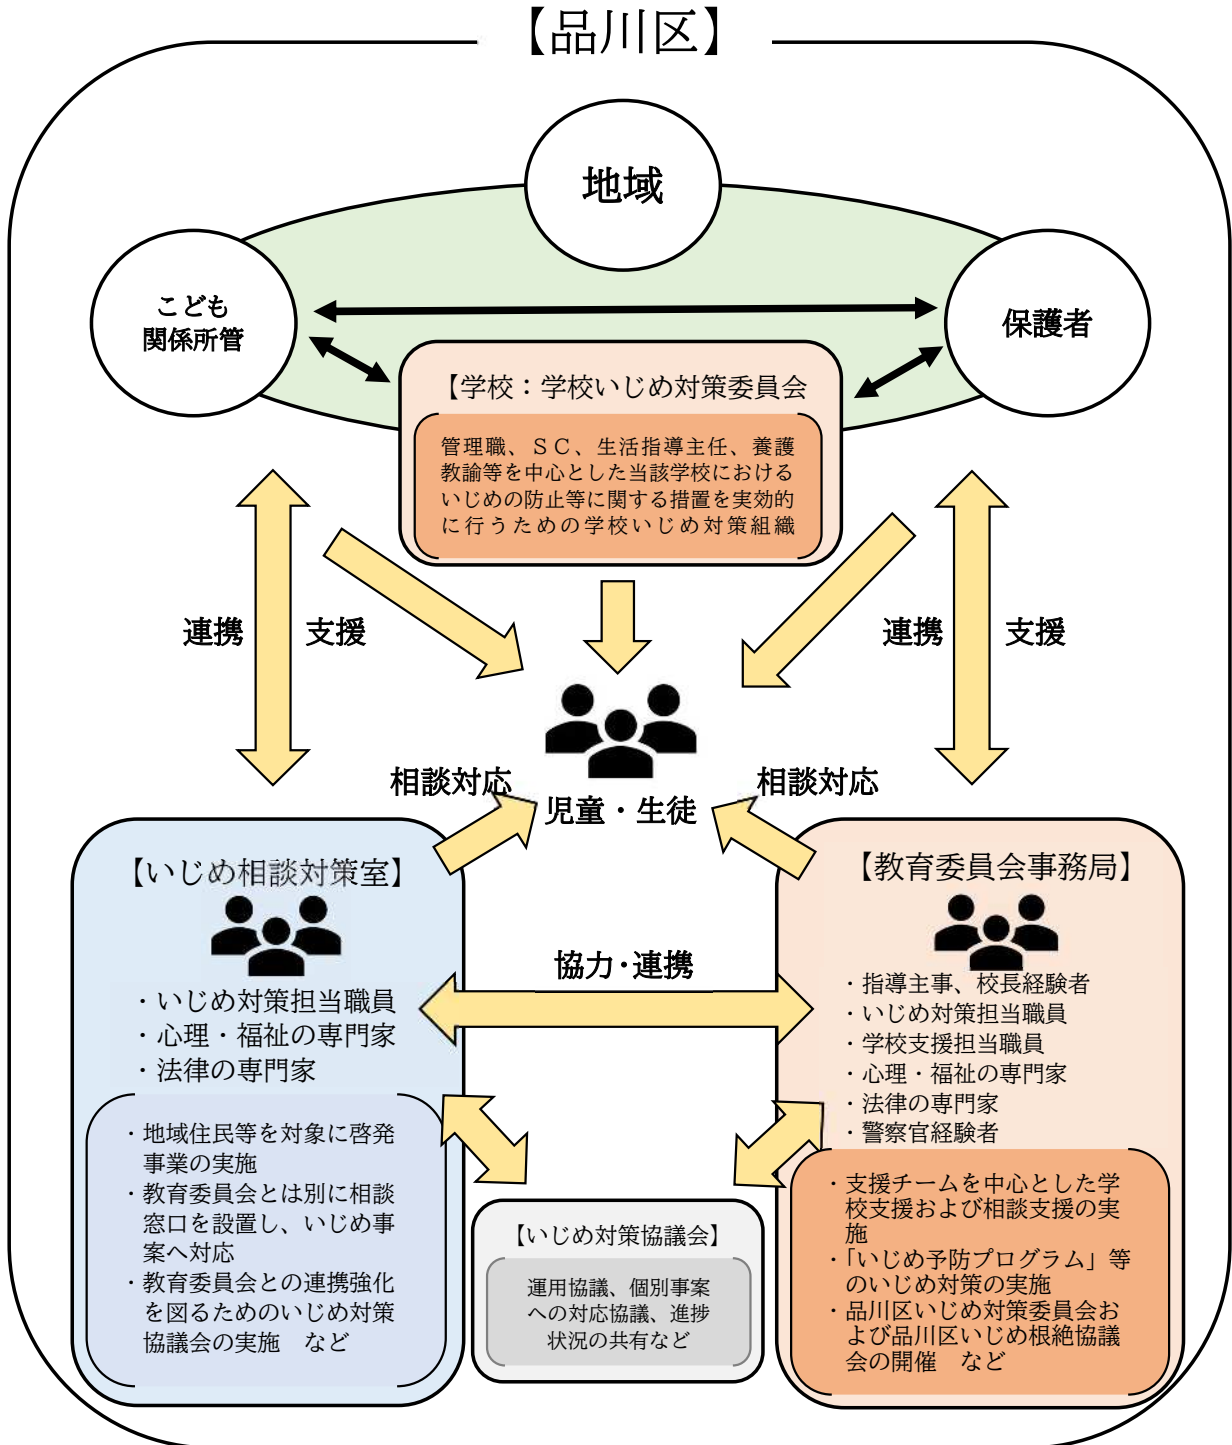 【品川区】
地域
こども
関係所管
保護者
【学校：学校いじめ対策委員会
管理職、ＳＣ、生活指導主任、養護
教諭等を中心とした当該学校における
いじめの防止等に関する措置を実効的
に行うための学校いじめ対策組織
連携
支援
連携
支援
相談対応
相談対応
児童・生徒
【いじめ相談対策室】
・いじめ対策担当職員
・心理・福祉の専門家
・法律の専門家
・地域住民等を対象に啓発
事業の実施
・教育委員会とは別に相談
窓口を設置し、いじめ事
案へ対応
・教育委員会との連携強化
を図るためのいじめ対策
協議会の実施　など
協力・連携
【教育委員会事務局】
・指導主事、校長経験者
・いじめ対策担当職員
・学校支援担当職員
・心理・福祉の専門家
・法律の専門家
・警察官経験者
・支援チームを中心とした学
校支援および相談支援の実
施
・「いじめ予防プログラム」等
のいじめ対策の実施
・品川区いじめ対策委員会お
よび品川区いじめ根絶協議
会の開催　など
【いじめ対策協議会】
運用協議、個別事案
への対応協議、進捗
状況の共有など